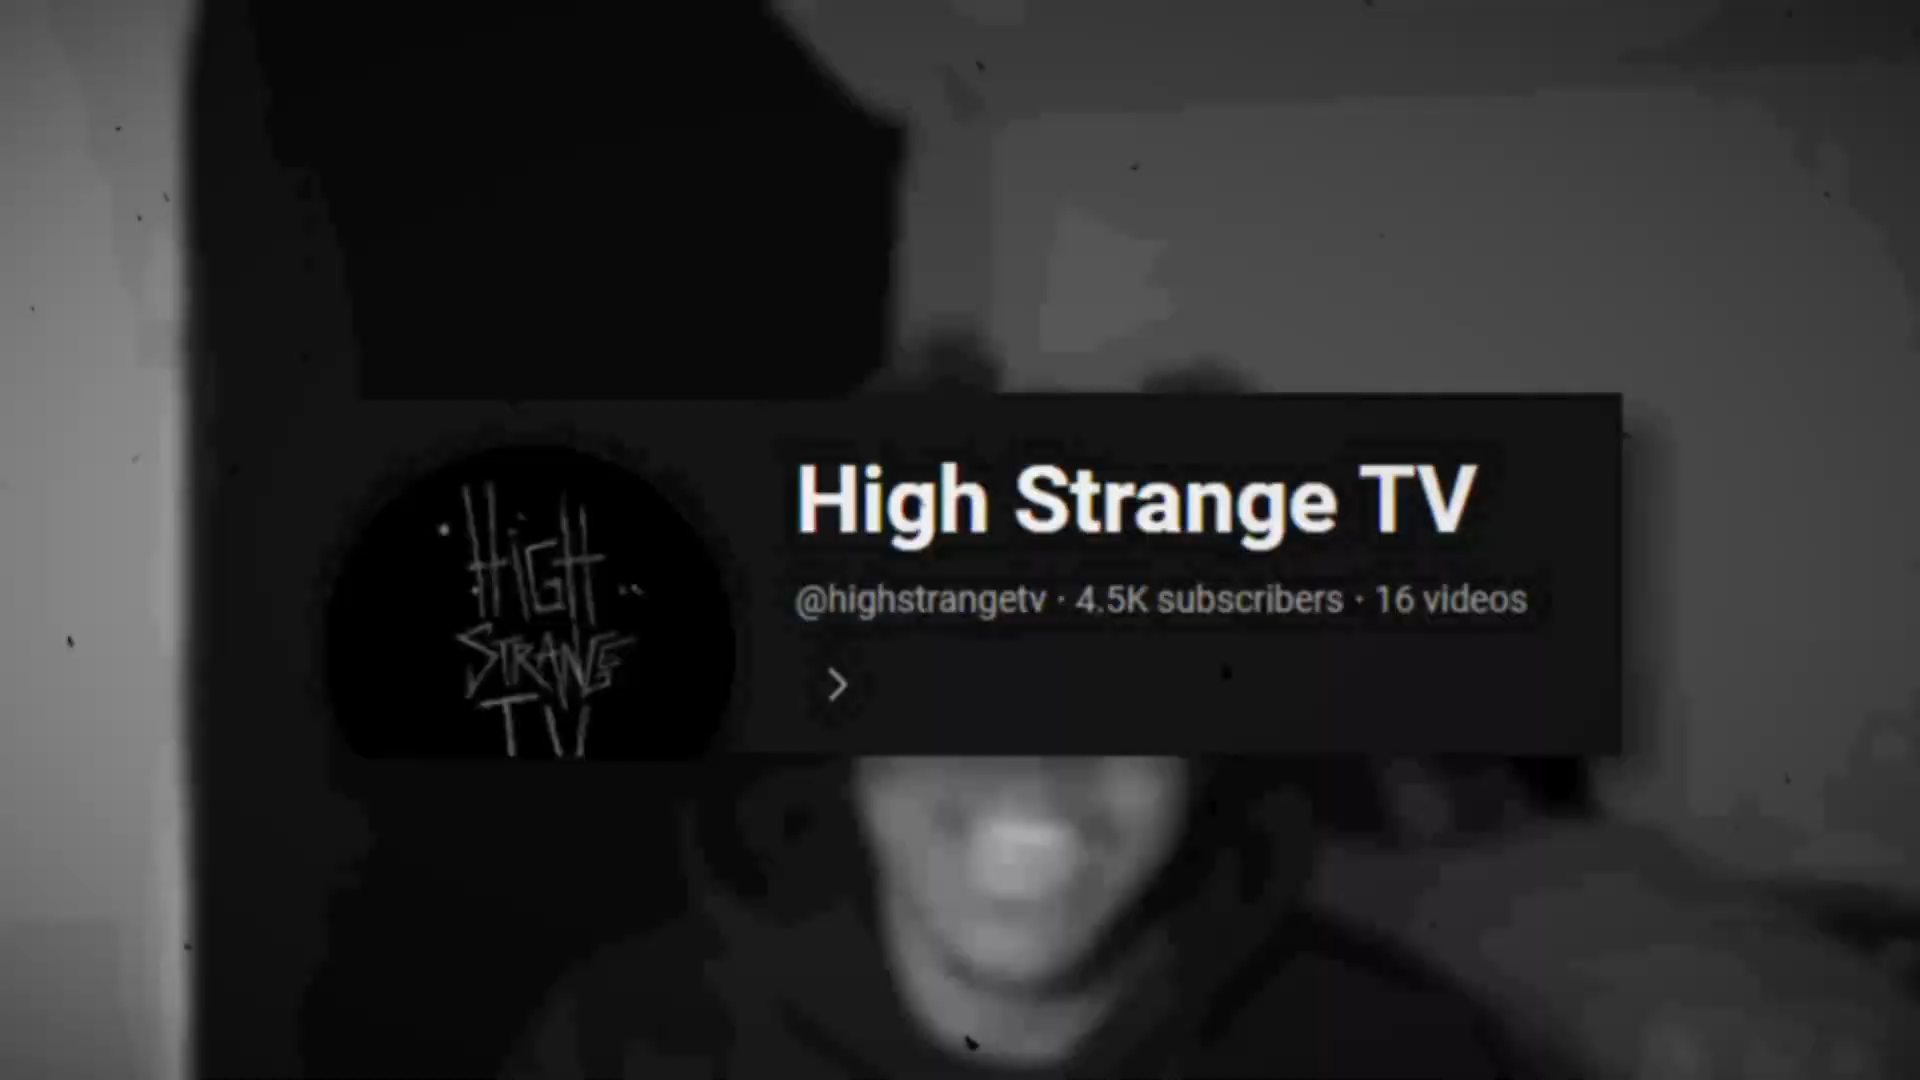 HIGH
STRANGE
TV
High Strange TV
@highstrangetv · 4.5K subscribers · 16 videos